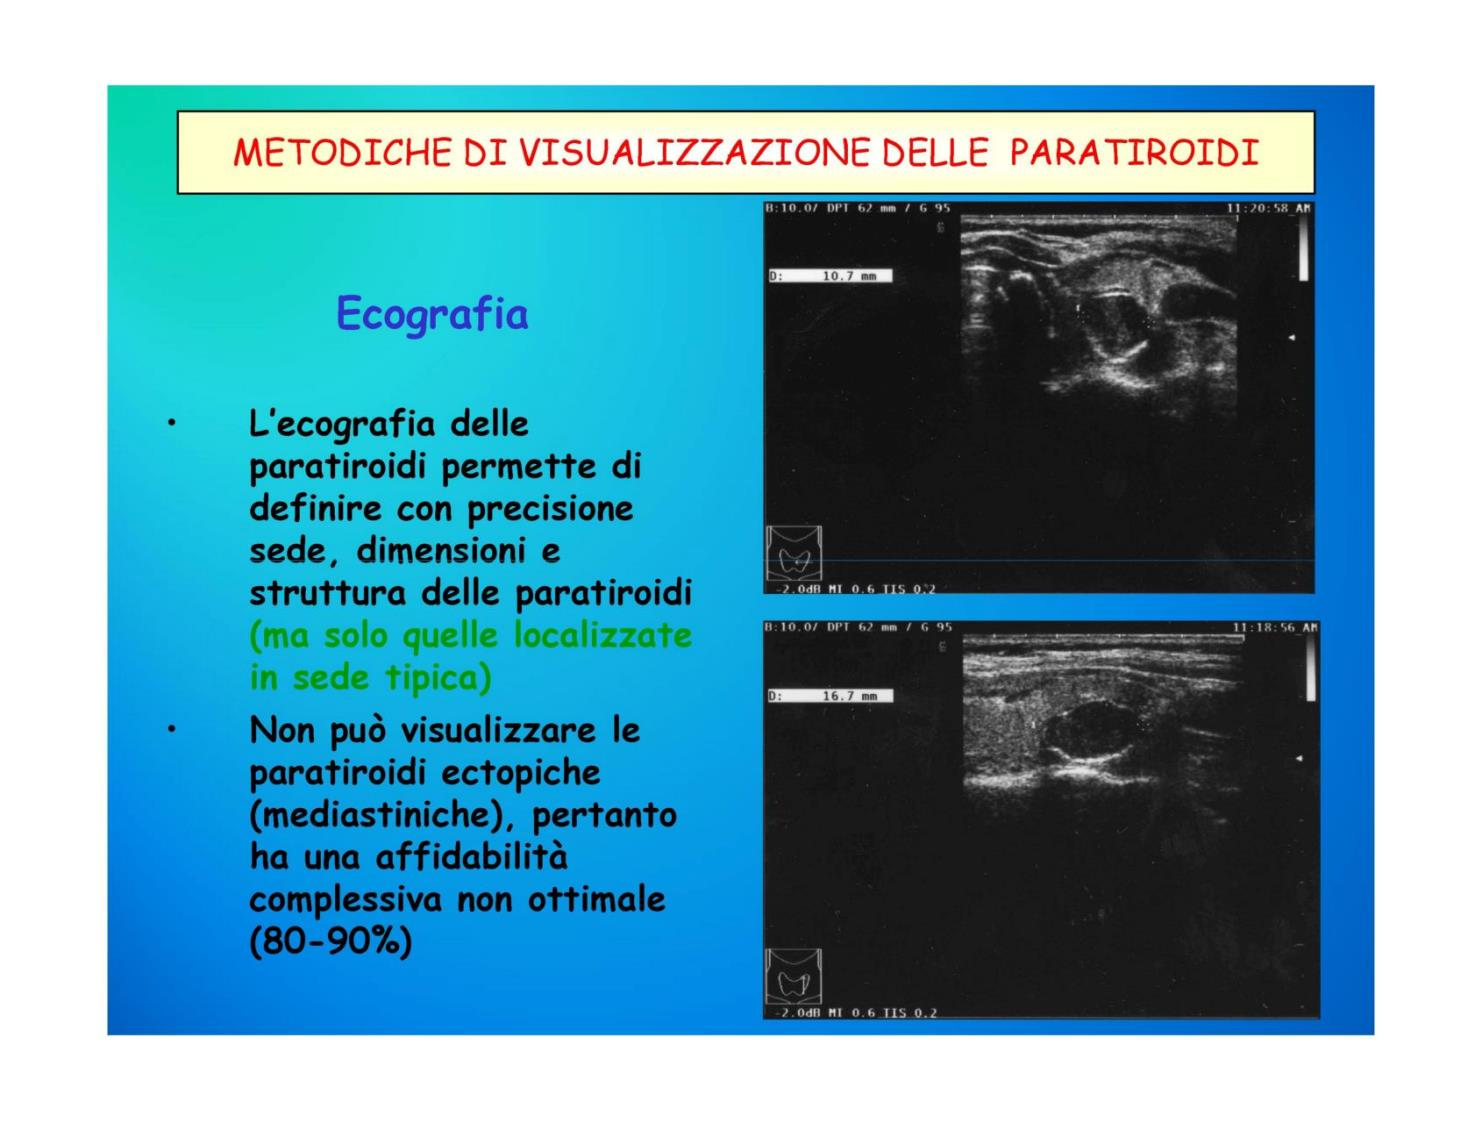 METODICHE DI VISUALIZZAZIONE DELLE PARATIROIDI
Ecografia
• L'ecografia delle
paratiroidi permette di
definire con precisione
sede, dimensioni e
struttura delle paratiroidi
(ma solo quelle localizzate
in sede tipica)
• Non può visualizzare le
paratiroidi ectopiche
(mediastiniche), pertanto
ha una affidabilità
complessiva non ottimale
(80-90%)
B:10.0/ DPT 62 mm / G 95 11:20:58 AM
D: 10.7 mm
-2.0dB MI 0.6 TIS 0.2
B:10.0/ DPT 62 mm / G 95 11:18:56 AM
D: 16.7 mm
-2.0dB MI 0.6 TIS 0.2